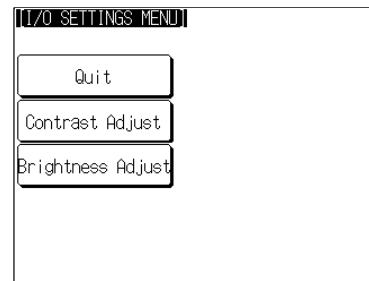 [I/O SETTINGS MENU]
Quit
Contrast Adjust
Brightness Adjust